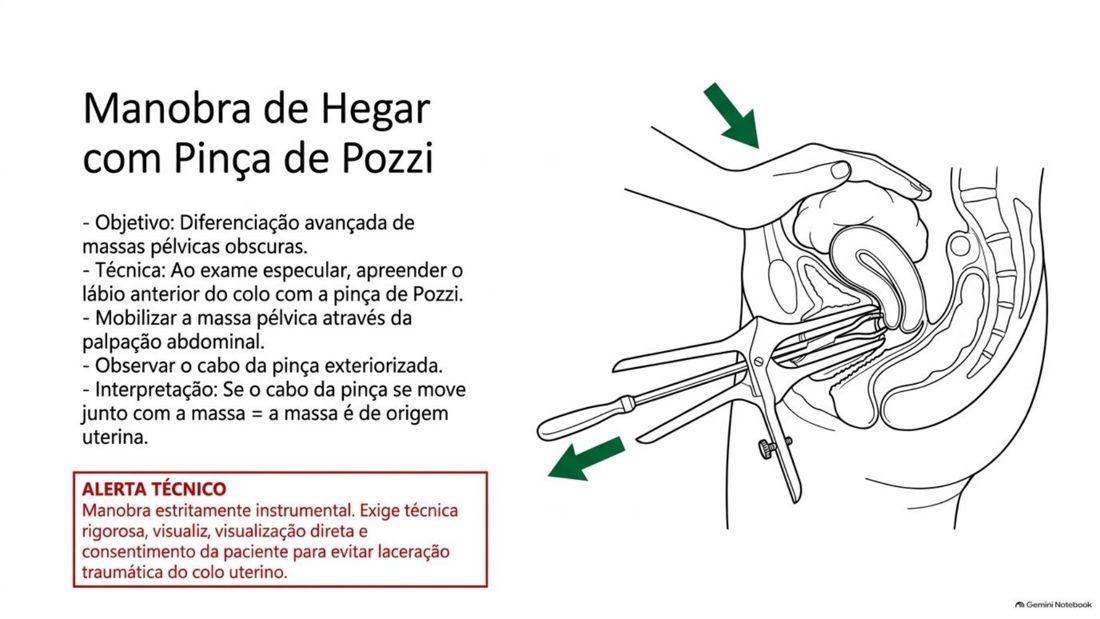 Manobra de Hegar
com Pinça de Pozzi
- Objetivo: Diferenciação avançada de
massas pélvicas obscuras.
- Técnica: Ao exame especular, apreender o
lábio anterior do colo com a pinça de Pozzi.
- Mobilizar a massa pélvica através da
palpação abdominal.
- Observar o cabo da pinça exteriorizada.
- Interpretação: Se o cabo da pinça se move
junto com a massa = a massa é de origem
uterina.
ALERTA TÉCNICO
Manobra estritamente instrumental. Exige técnica
rigorosa, visualiz, visualização direta e
consentimento da paciente para evitar laceração
traumática do colo uterino.
Gemini Notebook